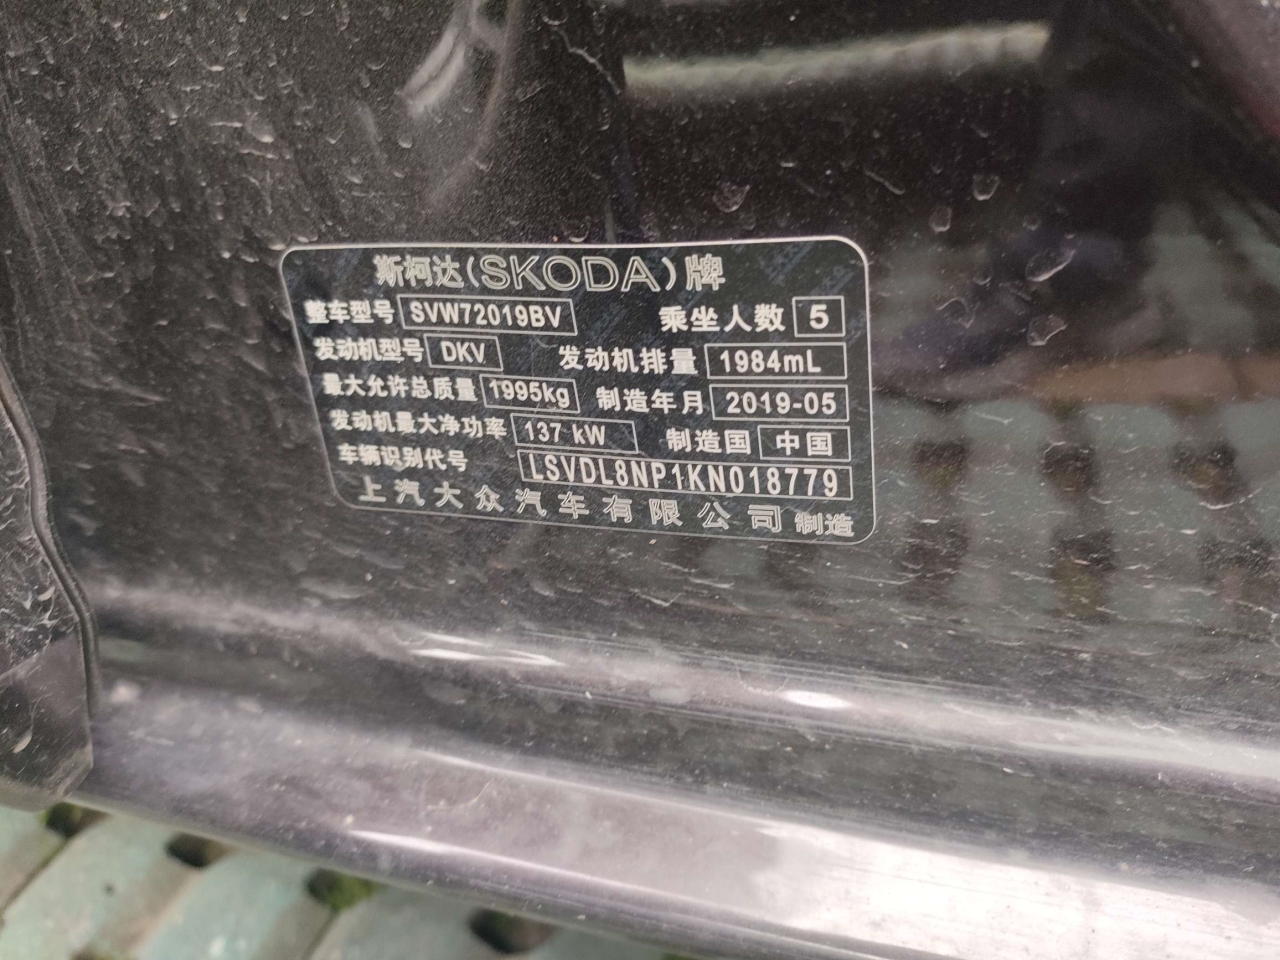 斯柯达(SKODA)牌
整车型号 SVW72019BV 乘坐人数 5
发动机型号 DKV 发动机排量 1984mL
最大允许总质量 1995kg 制造年月 2019-05
发动机最大净功率 137 kW 制造国 中国
车辆识别代号 LSVDL8NP1KN018779
上汽大众汽车有限公司 制造